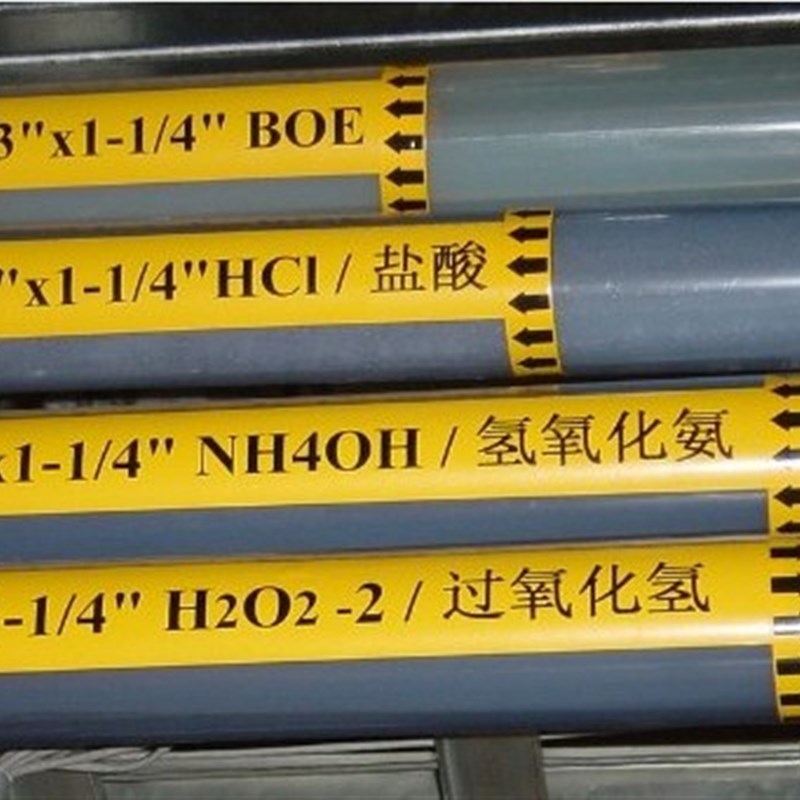 3"x1-1/4" BOE
"x1-1/4"HCl / 盐酸
x1-1/4" NH4OH / 氢氧化氨
-1/4" H2O2 -2 / 过氧化氢